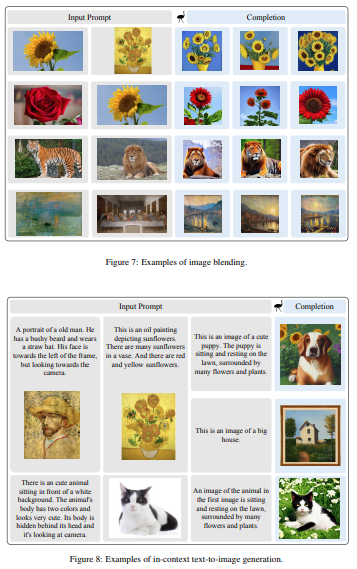 Input Prompt
Completion
Figure 7: Examples of image blending.
Input Prompt
Completion
A portrait of a old man. He
has a bushy beard and wears
a straw hat. His face is
towards the left of the frame,
but looking towards the
camera.
This is an oil painting
depicting sunflowers.
There are many sunflowers
in a vase. And there are red
and yellow sunflowers.
This is an image of a cute
puppy. The puppy is
sitting and resting on the
lawn, surrounded by
many flowers and plants.
This is an image of a big
house.
There is an cute animal
sitting in front of a white
background. The animal's
body has two colors and
looks very cute. Its body is
hidden behind its head and
it's looking at camera.
An image of the animal in
the first image is sitting
and resting on the lawn,
surrounded by many
flowers and plants.
Figure 8: Examples of in-context text-to-image generation.